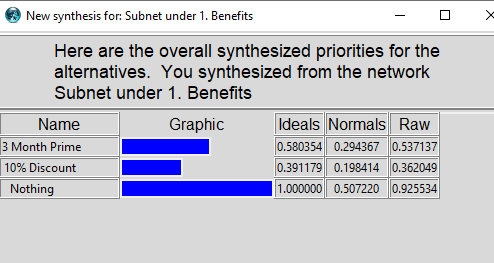 New synthesis for: Subnet under 1. Benefits
Here are the overall synthesized priorities for the
alternatives. You synthesized from the network
Subnet under 1. Benefits
Name Graphic Ideals Normals Raw
3 Month Prime 0.580354 0.294367 0.537137
10% Discount 0.391179 0.198414 0.362049
Nothing 1.000000 0.507220 0.925534